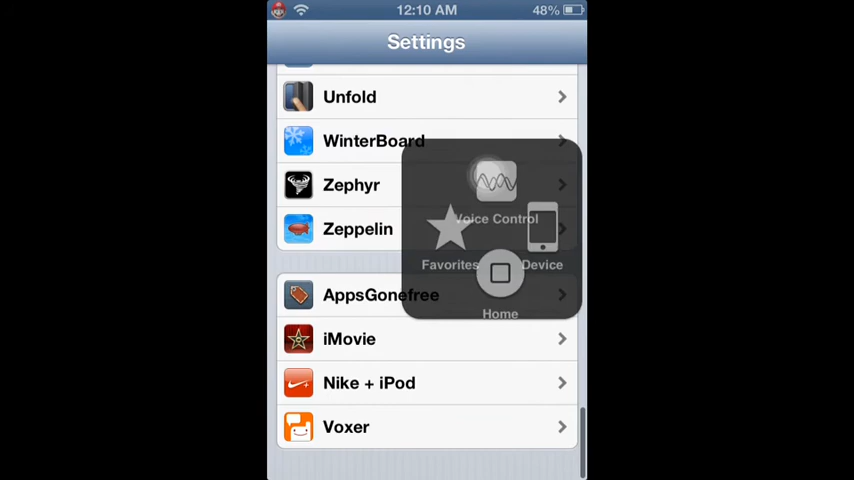 12:10 AM
48%
Settings
Unfold
WinterBoard
Zephyr
Voice Control
Zeppelin
Favorites
Device
AppsGonefree
Home
iMovie
Nike + iPod
Voxer